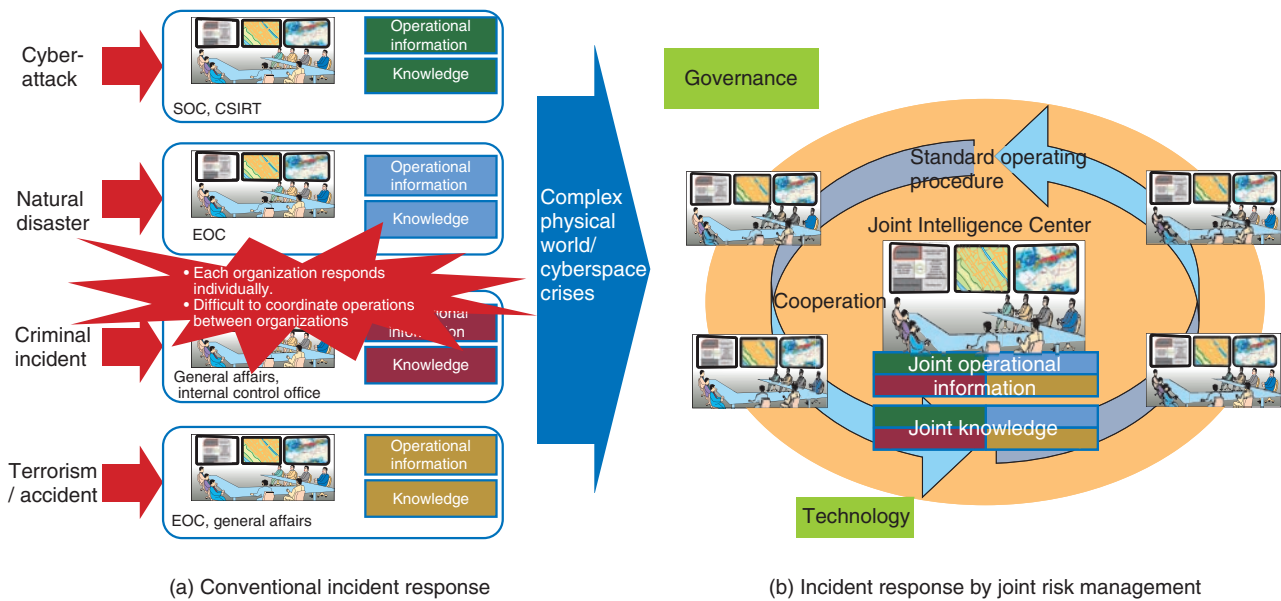 Cyber-
attack
Operational
information
Knowledge
SOC, CSIRT
Natural
disaster
Operational
information
Knowledge
EOC
• Each organization responds
individually.
• Difficult to coordinate operations
between organizations
Criminal
incident
information
Knowledge
General affairs,
internal control office
Terrorism
/ accident
Operational
information
Knowledge
EOC, general affairs
Complex
physical
world/
cyberspace
crises
Governance
Standard operating
procedure
Joint Intelligence Center
Cooperation
Joint operational
information
Joint knowledge
Technology
(a) Conventional incident response
(b) Incident response by joint risk management